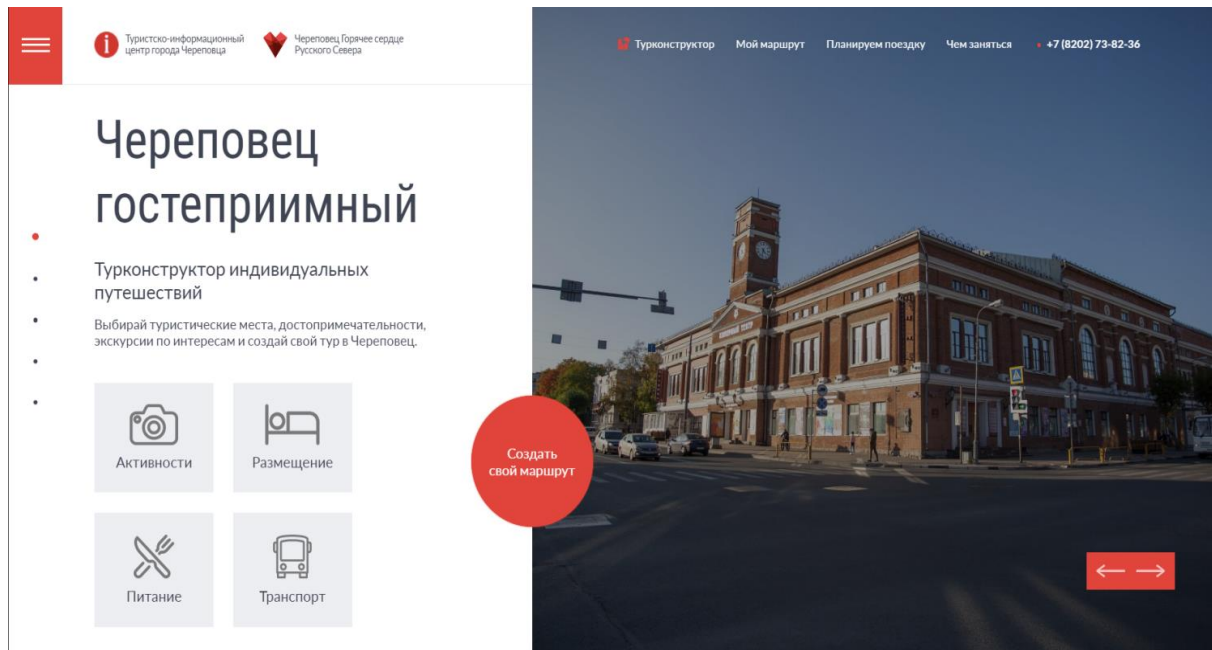 Туристско-информационный
центр города Череповца
Череповец Горячее сердце
Русского Севера
Турконструктор
Мой маршрут
Планируем поездку
Чем заняться
+7 (8202) 73-82-36
Череповец
гостеприимный
Турконструктор индивидуальных
путешествий
Выбирай туристические места, достопримечательности,
экскурсии по интересам и создай свой тур в Череповец.
Активности
Размещение
Питание
Транспорт
Создать
свой маршрут